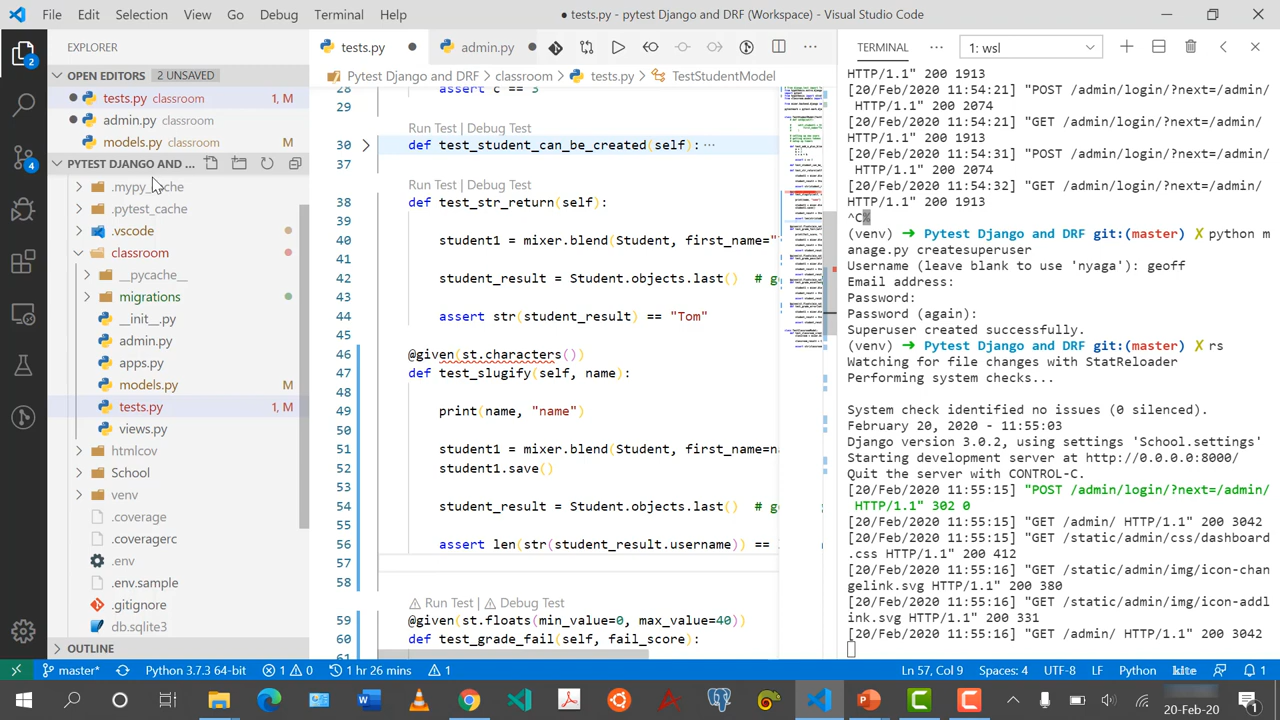 File Edit Selection View Go Debug Terminal Help
● tests.py - pytest Django and DRF (Workspace) - Visual Studio Code
EXPLORER
OPEN EDITORS 2 UNSAVED
classroom M
admin.py classroom
classroom M
PYTEST DJANGO AND
_cache
pytest_cache
classroom
__pycache__
migrations
admin.py
apps.py
models.py M
tests.py 1, M
views.py
htmlcov
venv
.coverage
.coveragerc
.env
.env.sample
.gitignore
db.sqlite3
OUTLINE
tests.py ● admin.py ●
Pytest Django and DRF > classroom > tests.py > TestStudentModel
28 assert c ==
29
Run Test | Debug Test
30 def test_student_can_be_created(self): ···
37
Run Test | Debug Test
38 def test_str_return(self):
39
40 student1 = mixer.blend(Student, first_name="
41
42 student_result = Student.objects.last() # g
43
44 assert str(student_result) == "Tom"
45
46 @given(st.characters())
47 def test_slugify(self, name):
48
49 print(name, "name")
50
51 student1 = mixer.blend(Student, first_name=na
52 student1.save()
53
54 student_result = Student.objects.last() # g
55
56 assert len(str(student_result.username)) ==
57
58
Run Test | Debug Test
59 @given(st.floats(min_value=0, max_value=40))
60 def test_grade_fail(self, fail_score):
61
TERMINAL ··· 1: wsl
HTTP/1.1" 200 1913
[20/Feb/2020 11:54:21] "POST /admin/login/?next=/admin/
HTTP/1.1" 200 2074
[20/Feb/2020 11:54:21] "GET /admin/login/?next=/admin/
HTTP/1.1" 200 1913
[20/Feb/2020 11:54:31] "POST /admin/login/?next=/admin/
HTTP/1.1" 200 2074
[20/Feb/2020 11:54:32] "GET /admin/login/?next=/admin/
HTTP/1.1" 200 1913
^C
(venv) ➜ Pytest Django and DRF git:(master) ✗ python m
anage.py createsuperuser
Username (leave blank to use 'nyaga'): geoff
Email address:
Password:
Password (again):
Superuser created successfully.
(venv) ➜ Pytest Django and DRF git:(master) ✗ rs
Watching for file changes with StatReloader
Performing system checks...
System check identified no issues (0 silenced).
February 20, 2020 - 11:55:03
Django version 3.0.2, using settings 'School.settings'
Starting development server at http://0.0.0.0:8000/
Quit the server with CONTROL-C.
[20/Feb/2020 11:55:15] "POST /admin/login/?next=/admin/
HTTP/1.1" 302 0
[20/Feb/2020 11:55:15] "GET /admin/ HTTP/1.1" 200 3042
[20/Feb/2020 11:55:15] "GET /static/admin/css/dashboard
.css HTTP/1.1" 200 412
[20/Feb/2020 11:55:16] "GET /static/admin/img/icon-chan
gelink.svg HTTP/1.1" 200 380
[20/Feb/2020 11:55:16] "GET /static/admin/img/icon-addl
ink.svg HTTP/1.1" 200 331
[20/Feb/2020 11:55:16] "GET /admin/ HTTP/1.1" 200 3042
master* Python 3.7.3 64-bit 1 0 1 hr 26 mins 1 Ln 57, Col 9 Spaces: 4 UTF-8 LF Python kite 1
20-Feb-20